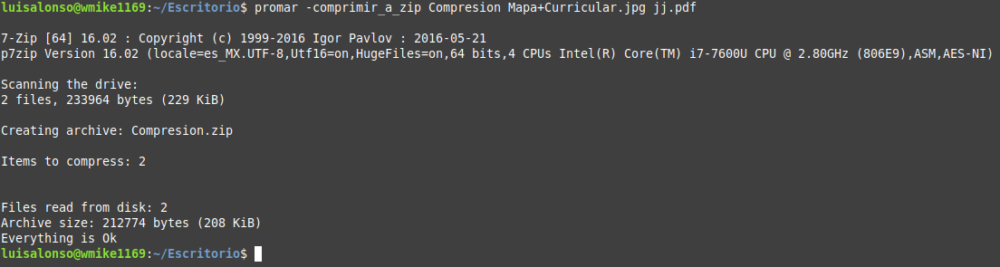 luisalonso@wmike1169:~/Escritorio$ promar -comprimir_a_zip Compresion Mapa+Curricular.jpg jj.pdf
7-Zip [64] 16.02 : Copyright (c) 1999-2016 Igor Pavlov : 2016-05-21
p7zip Version 16.02 (locale=es_MX.UTF-8,Utf16=on,HugeFiles=on,64 bits,4 CPUs Intel(R) Core(TM) i7-7600U CPU @ 2.80GHz (806E9),ASM,AES-NI)
Scanning the drive:
2 files, 233964 bytes (229 KiB)
Creating archive: Compresion.zip
Items to compress: 2
Files read from disk: 2
Archive size: 212774 bytes (208 KiB)
Everything is Ok
luisalonso@wmike1169:~/Escritorio$